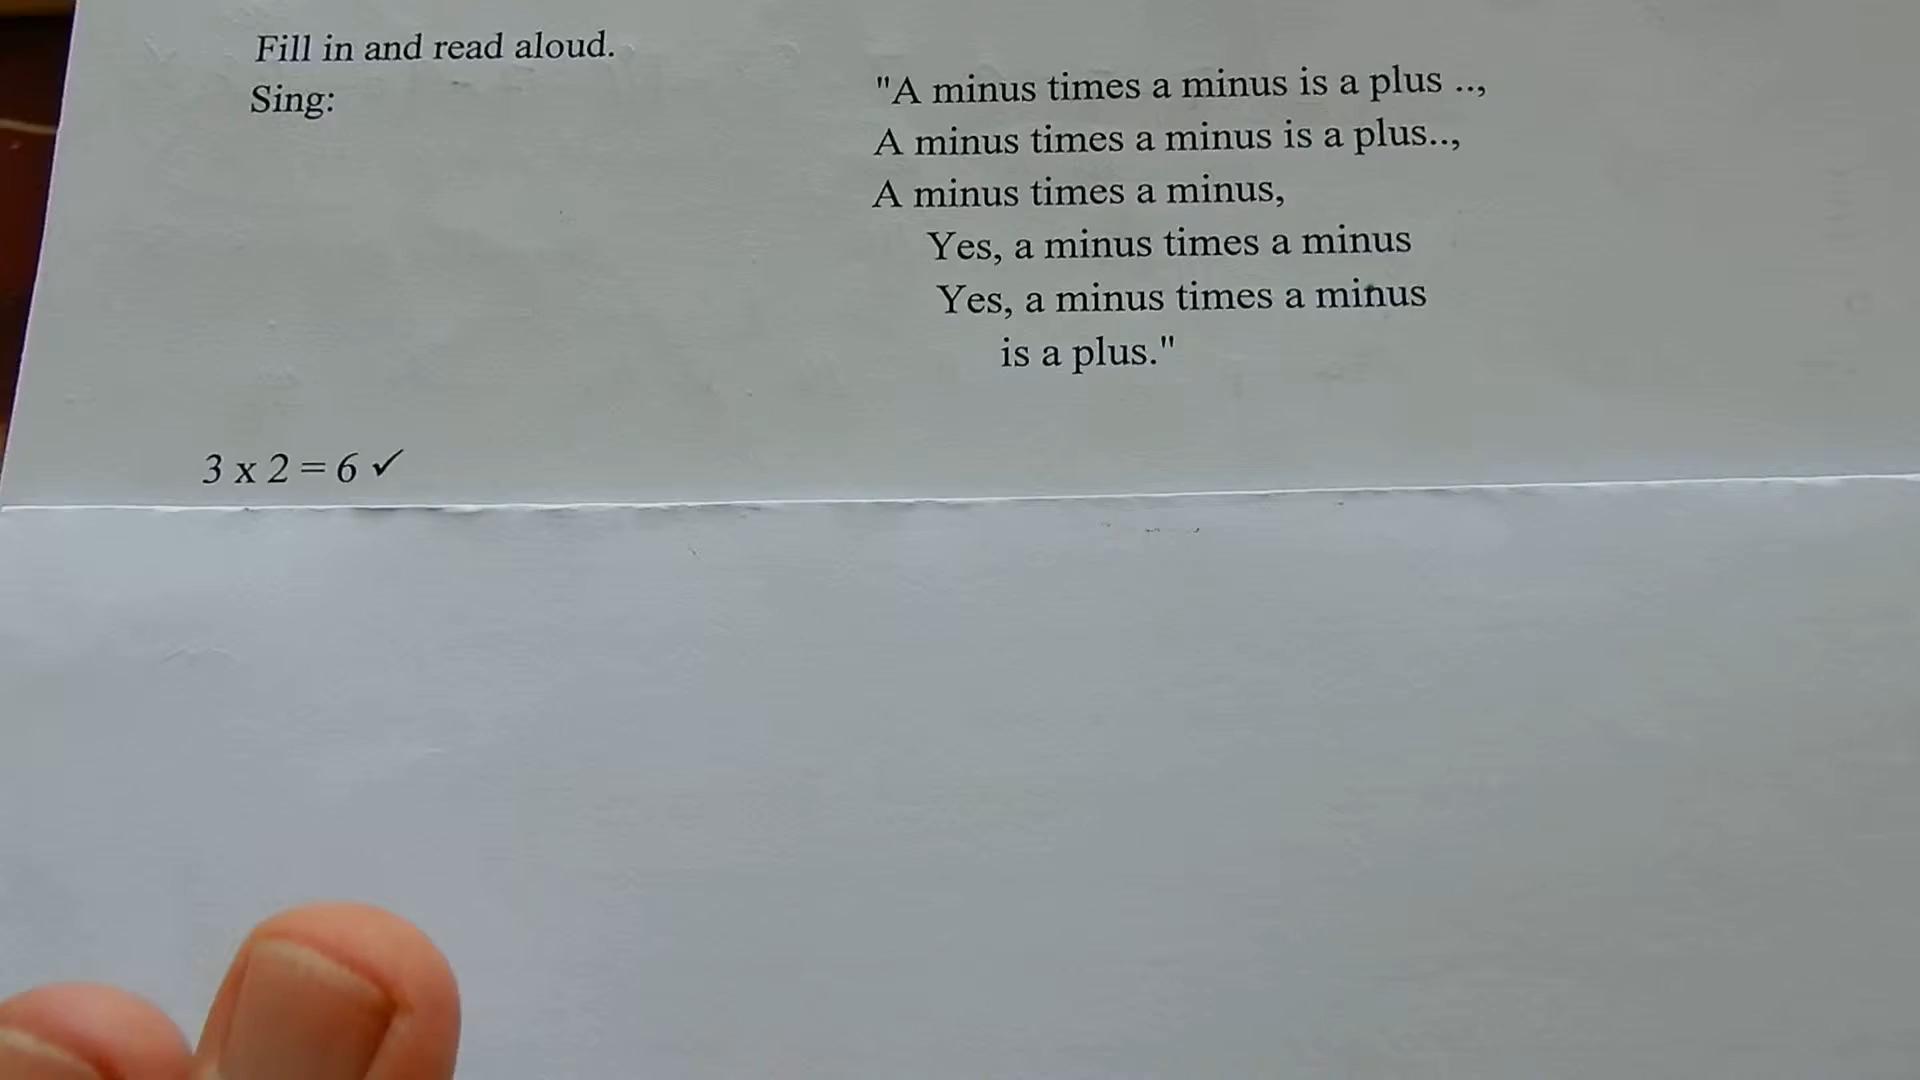 Fill in and read aloud.
Sing:
"A minus times a minus is a plus ..,
A minus times a minus is a plus..,
A minus times a minus,
Yes, a minus times a minus
Yes, a minus times a minus
is a plus."
3 x 2 = 6 ✓